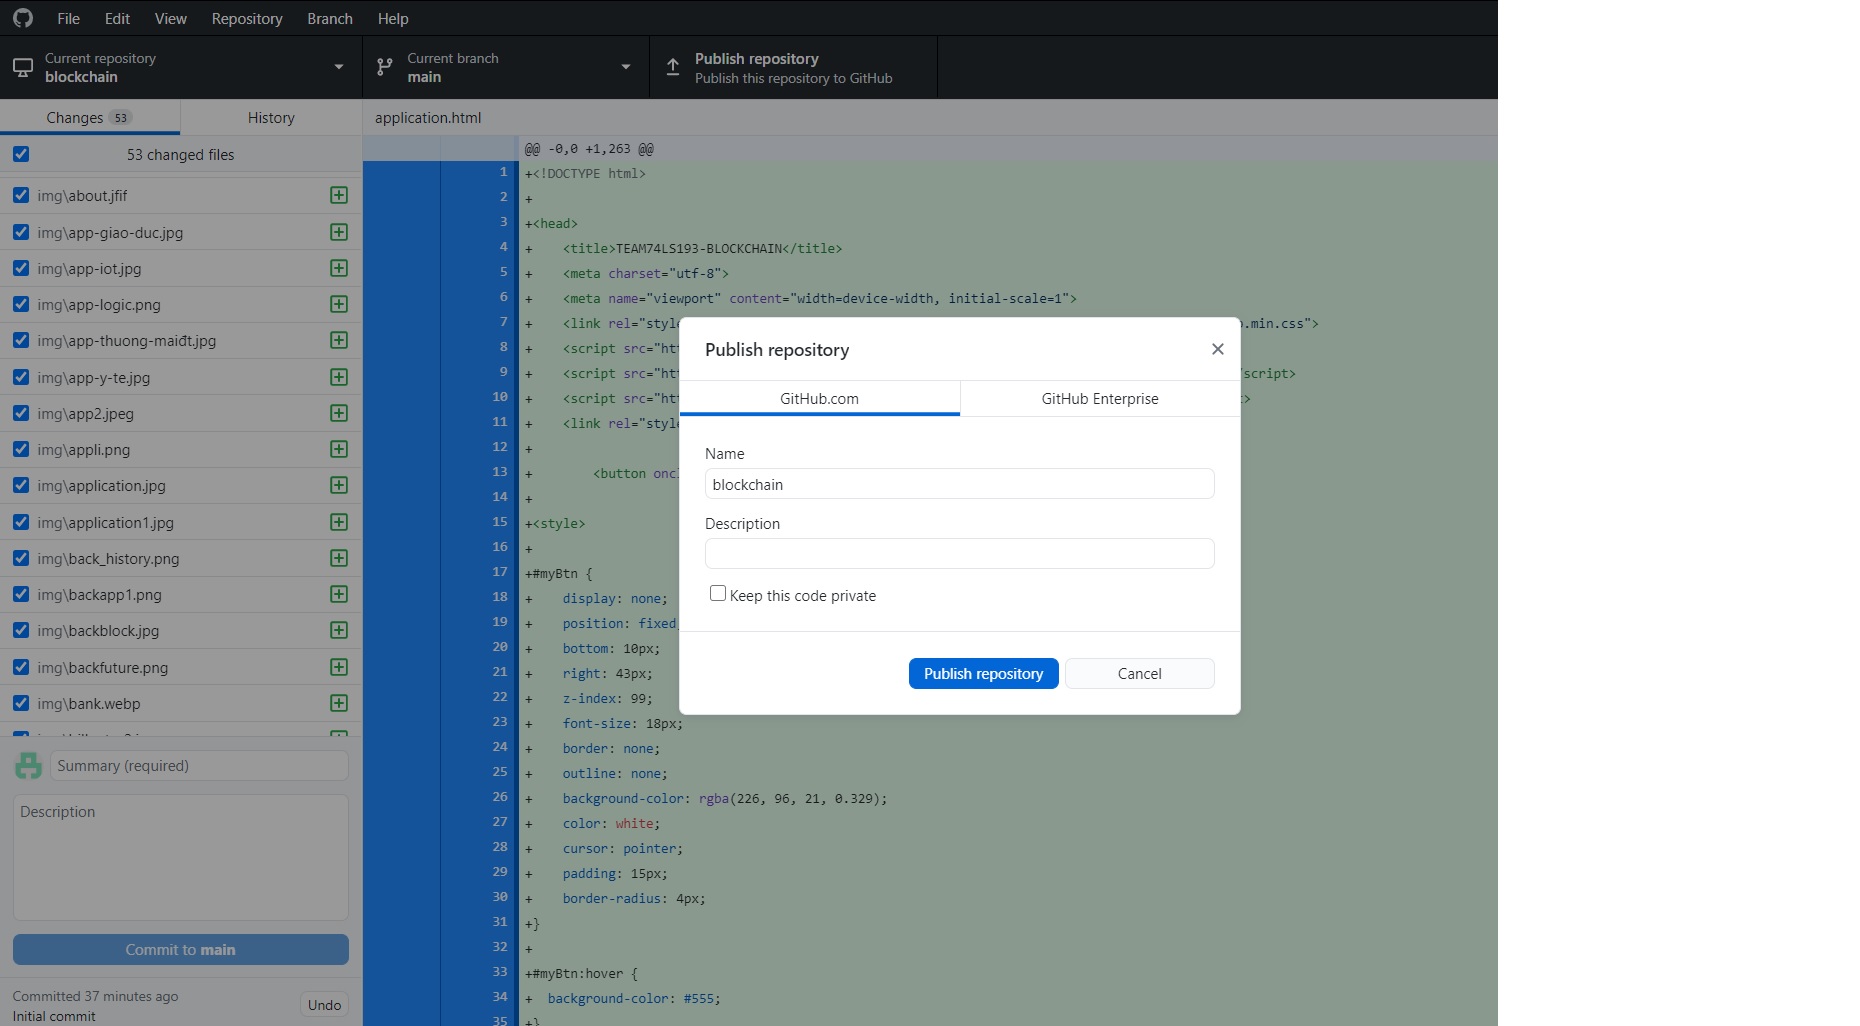 File Edit View Repository Branch Help
Current repository
blockchain
Current branch
main
Publish repository
Publish this repository to GitHub
Changes 53
History
53 changed files
img\about.jfif
img\app-giao-duc.jpg
img\app-iot.jpg
img\app-logic.png
img\app-thuong-maiđt.jpg
img\app-y-te.jpg
img\app2.jpeg
img\appli.png
img\application.jpg
img\application1.jpg
img\back_history.png
img\backapp1.png
img\backblock.jpg
img\backfuture.png
img\bank.webp
Summary (required)
Description
Commit to main
Committed 37 minutes ago
Initial commit
Undo
application.html
@@ -0,0 +1,263 @@
1 +<!DOCTYPE html>
2 +
3 +<head>
4 + <title>TEAM74LS193-BLOCKCHAIN</title>
5 + <meta charset="utf-8">
6 + <meta name="viewport" content="width=device-width, initial-scale=1">
7 + <link rel="style .min.css">
8 + <script src="ht
9 + <script src="ht script>
10 + <script src="ht >
11 + <link rel="style
12 +
13 + <button onc
14 +
15 +<style>
16 +
17 +#myBtn {
18 + display: none;
19 + position: fixed
20 + bottom: 10px;
21 + right: 43px;
22 + z-index: 99;
23 + font-size: 18px;
24 + border: none;
25 + outline: none;
26 + background-color: rgba(226, 96, 21, 0.329);
27 + color: white;
28 + cursor: pointer;
29 + padding: 15px;
30 + border-radius: 4px;
31 +}
32 +
33 +#myBtn:hover {
34 + background-color: #555;
35 +}
Publish repository
GitHub.com
GitHub Enterprise
Name
blockchain
Description
Keep this code private
Publish repository
Cancel